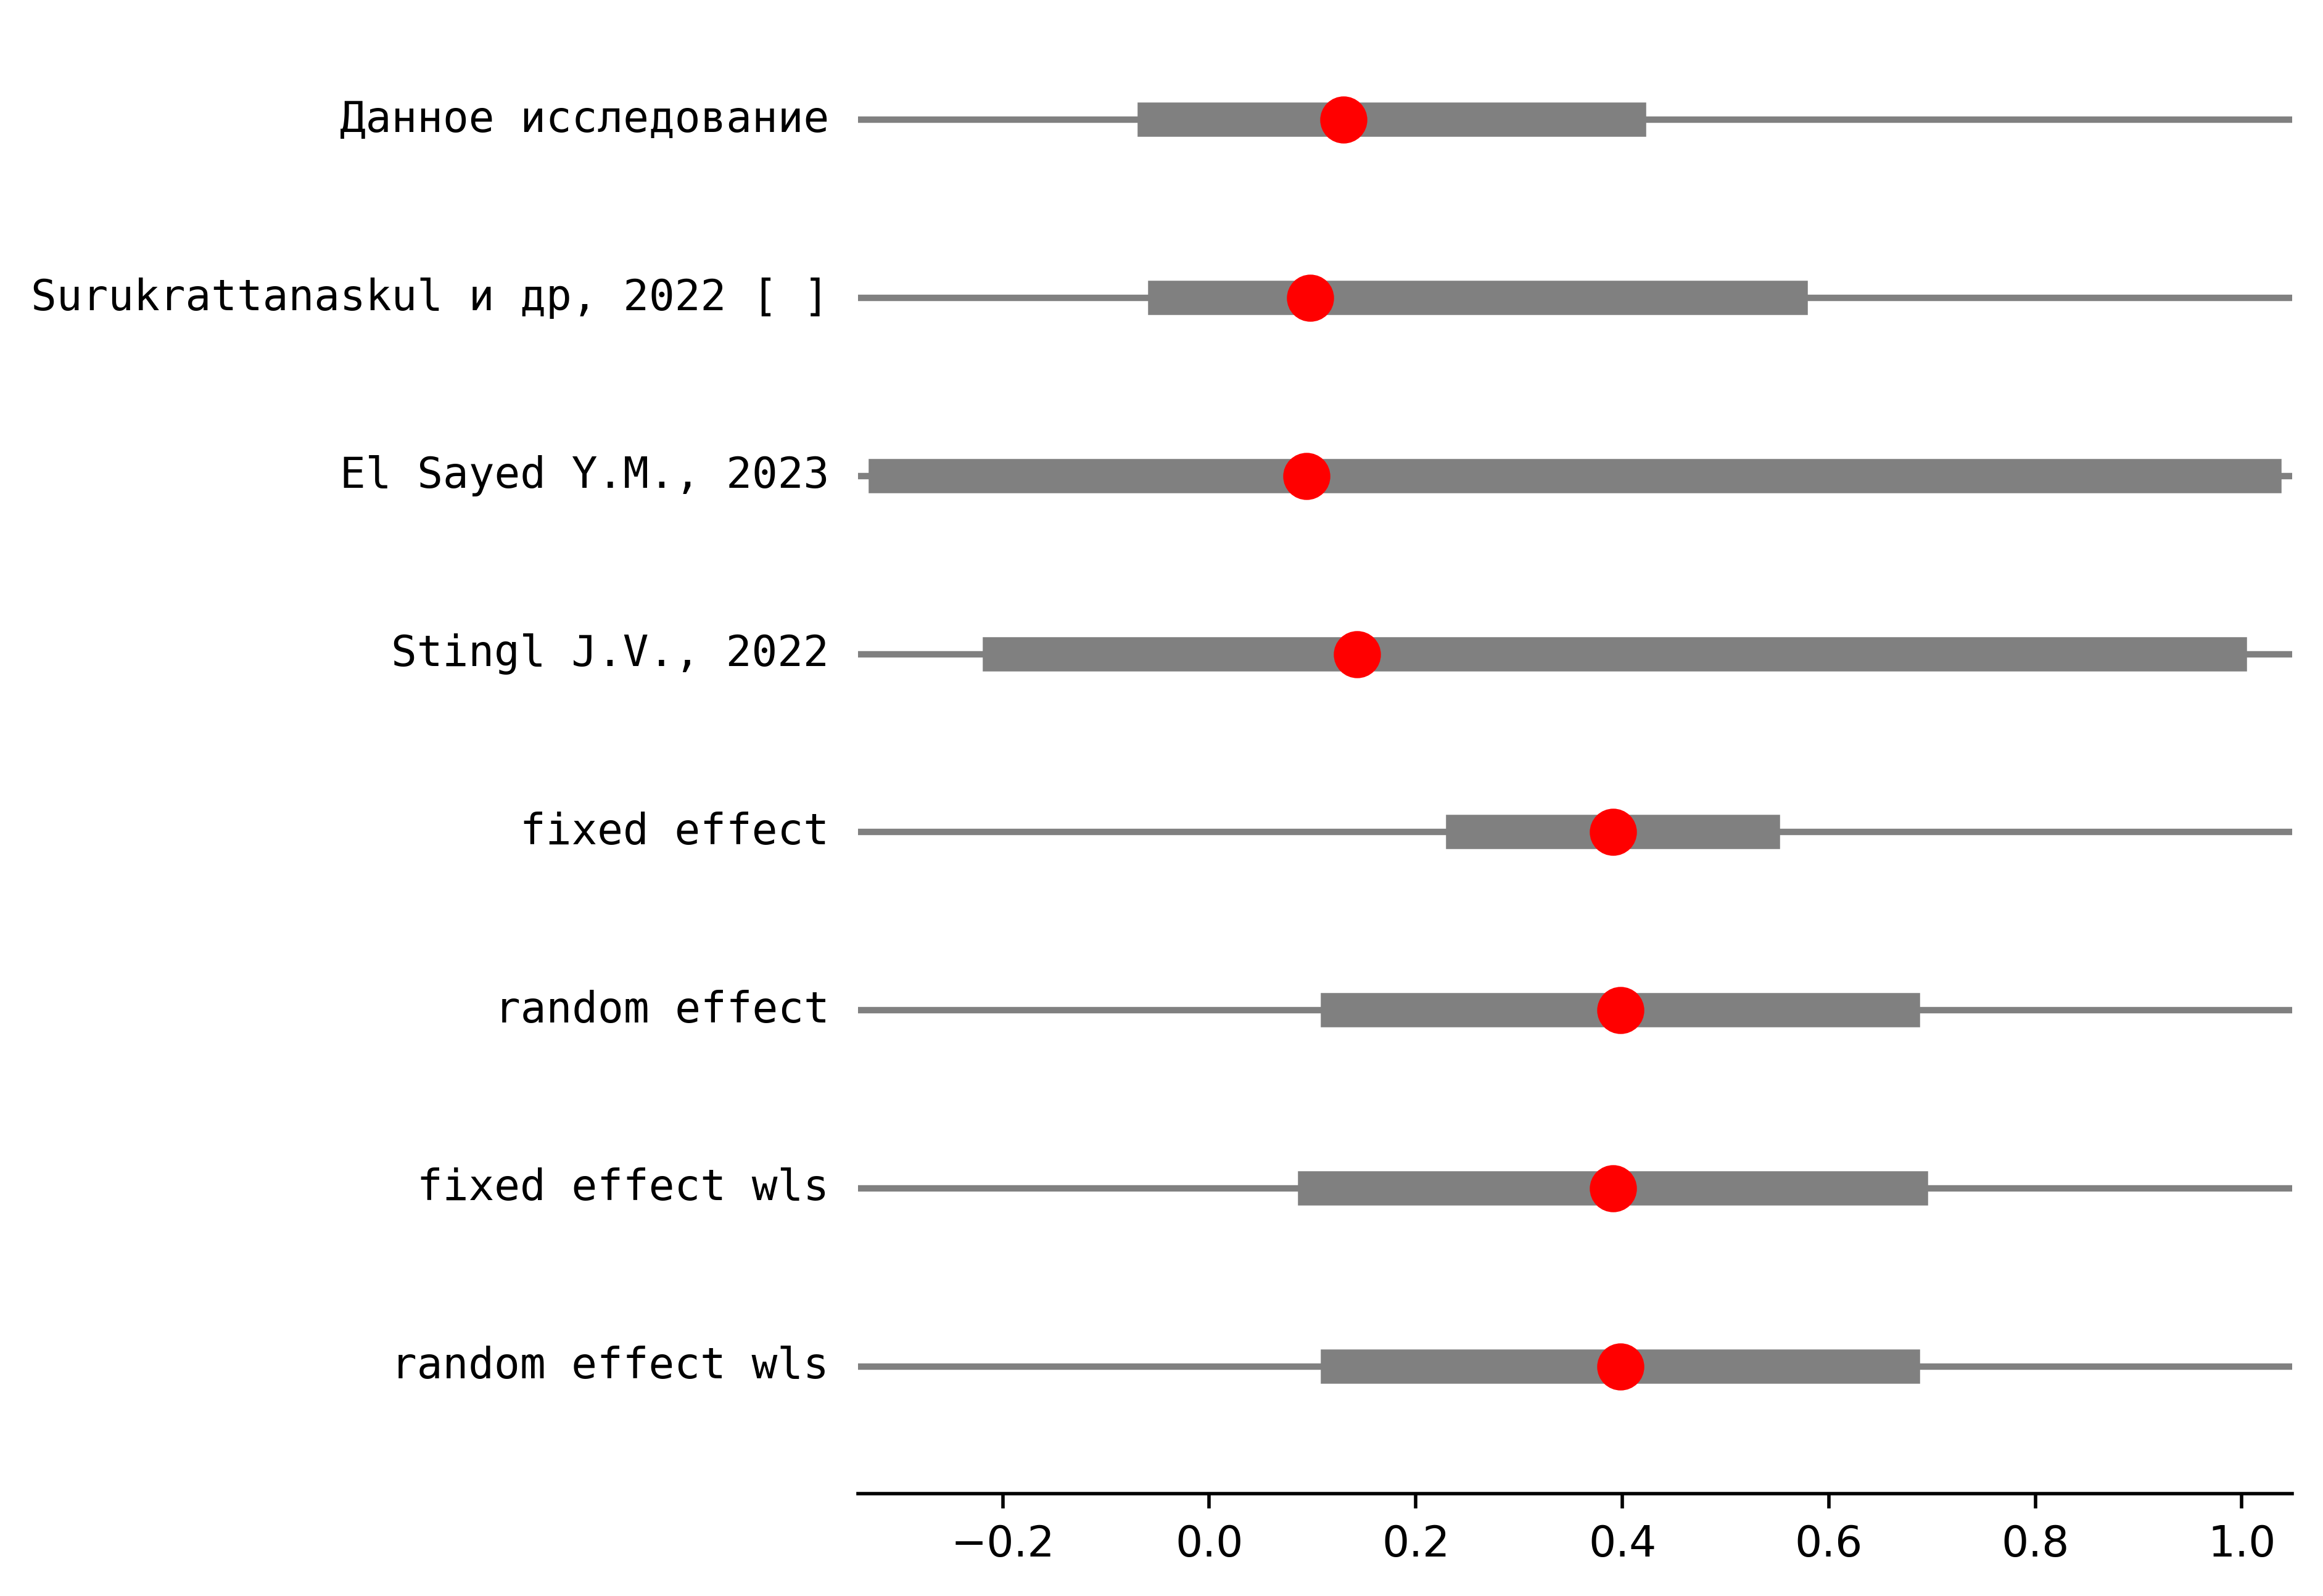 Данное исследование
Surukrattanaskul и др, 2022 [ ]
El Sayed Y.M., 2023
Stingl J.V., 2022
fixed effect
random effect
fixed effect wls
random effect wls
−0.2 0.0 0.2 0.4 0.6 0.8 1.0